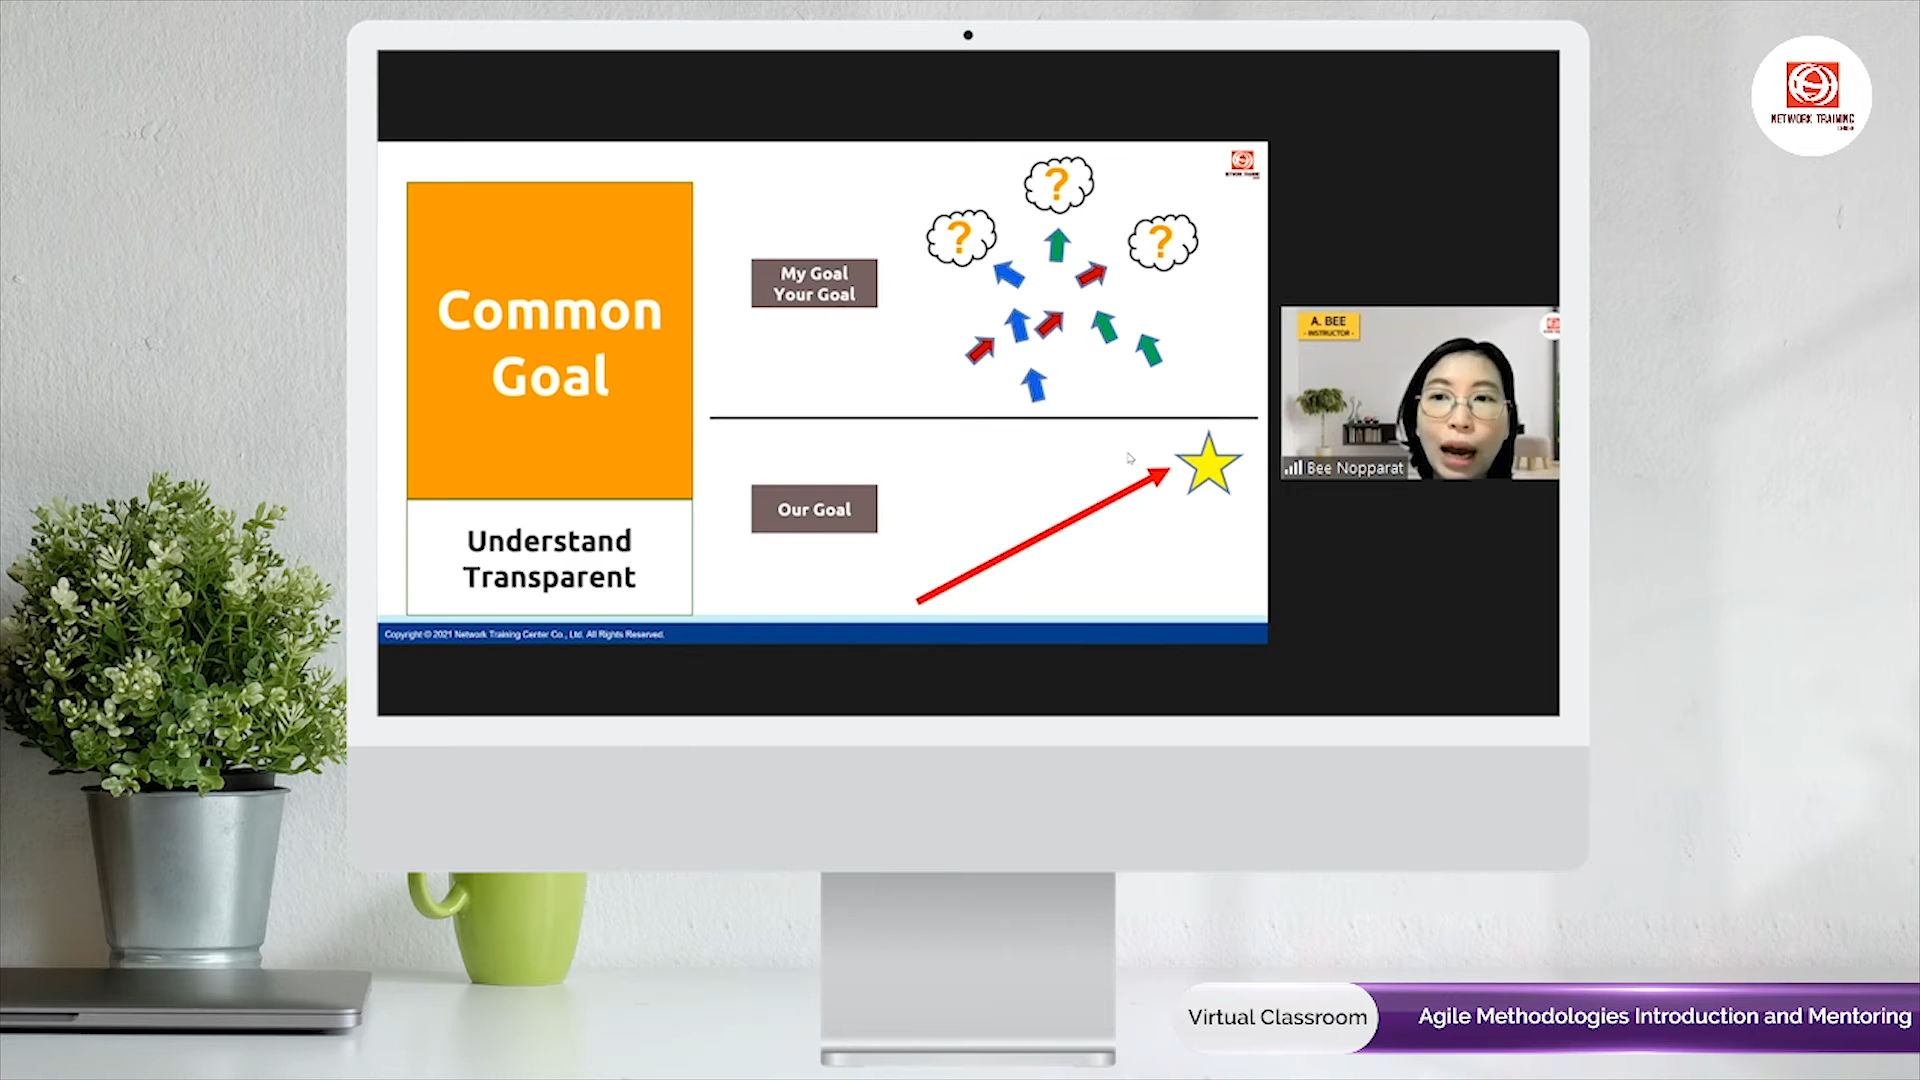 NETWORK TRAINING
CENTER
Common
Goal
Understand
Transparent
My Goal
Your Goal
?
?
?
Our Goal
Copyright © 2021 Network Training Center Co., Ltd. All Rights Reserved.
A. BEE
- INSTRUCTOR -
Bee Nopparat
Virtual Classroom
Agile Methodologies Introduction and Mentoring